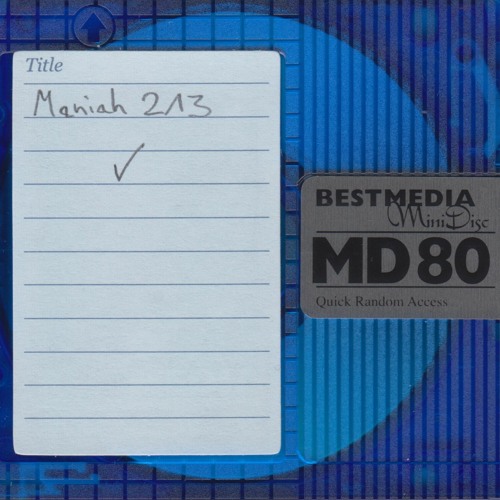 Title
Maniah 213
✓
BESTMEDIA
MiniDisc
MD 80
Quick Random Access